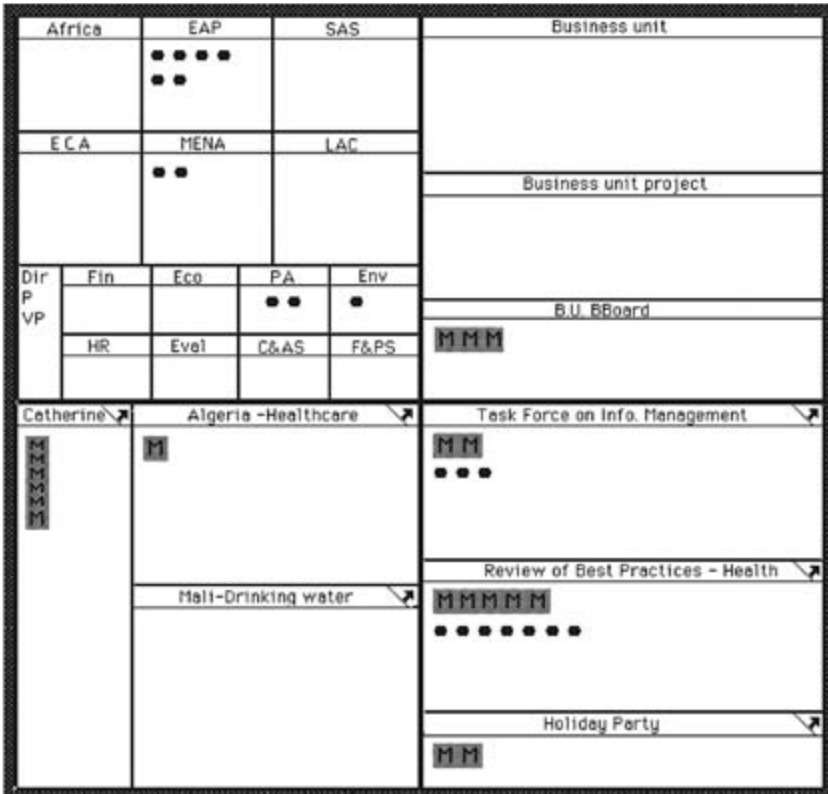 Africa EAP SAS
ECA MENA LAC
Dir
P
VP
Fin Eco PA Env
HR Eval C&AS F&PS
Business unit
Business unit project
B.U. BBoard
M M M
Catherine
M
M
M
M
M
M
Algeria -Healthcare
M
Mali-Drinking water
Task Force on Info. Management
M M
Review of Best Practices - Health
M M M M M
Holiday Party
M M